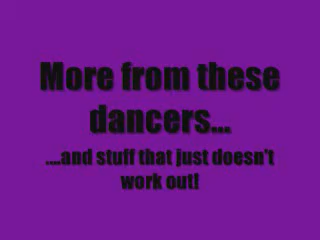 More from these
dancers...
....and stuff that just doesn't
work out!